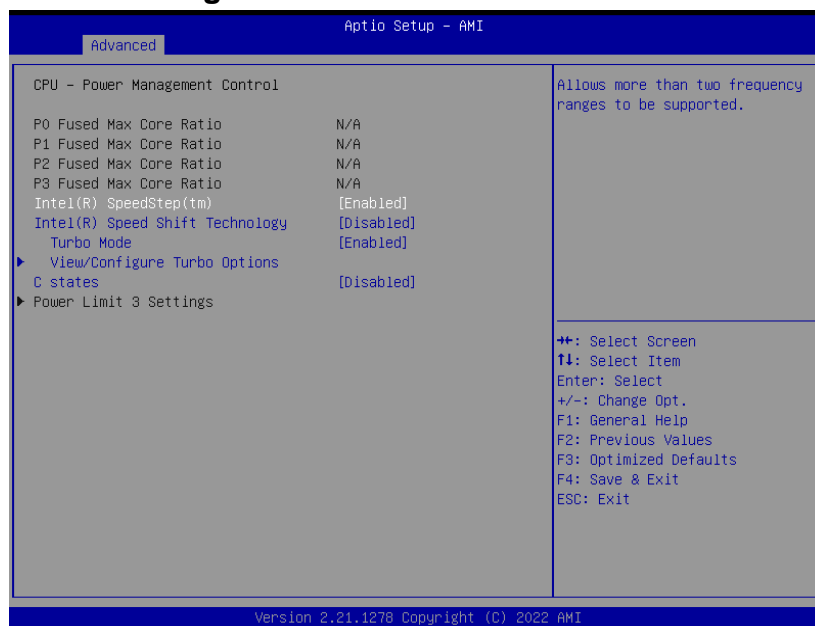 Aptio Setup – AMI
Advanced
CPU – Power Management Control
P0 Fused Max Core Ratio N/A
P1 Fused Max Core Ratio N/A
P2 Fused Max Core Ratio N/A
P3 Fused Max Core Ratio N/A
Intel(R) SpeedStep(tm) [Enabled]
Intel(R) Speed Shift Technology [Disabled]
Turbo Mode [Enabled]
View/Configure Turbo Options
C states [Disabled]
Power Limit 3 Settings
Allows more than two frequency
ranges to be supported.
→←: Select Screen
↑↓: Select Item
Enter: Select
+/-: Change Opt.
F1: General Help
F2: Previous Values
F3: Optimized Defaults
F4: Save & Exit
ESC: Exit
Version 2.21.1278 Copyright (C) 2022 AMI